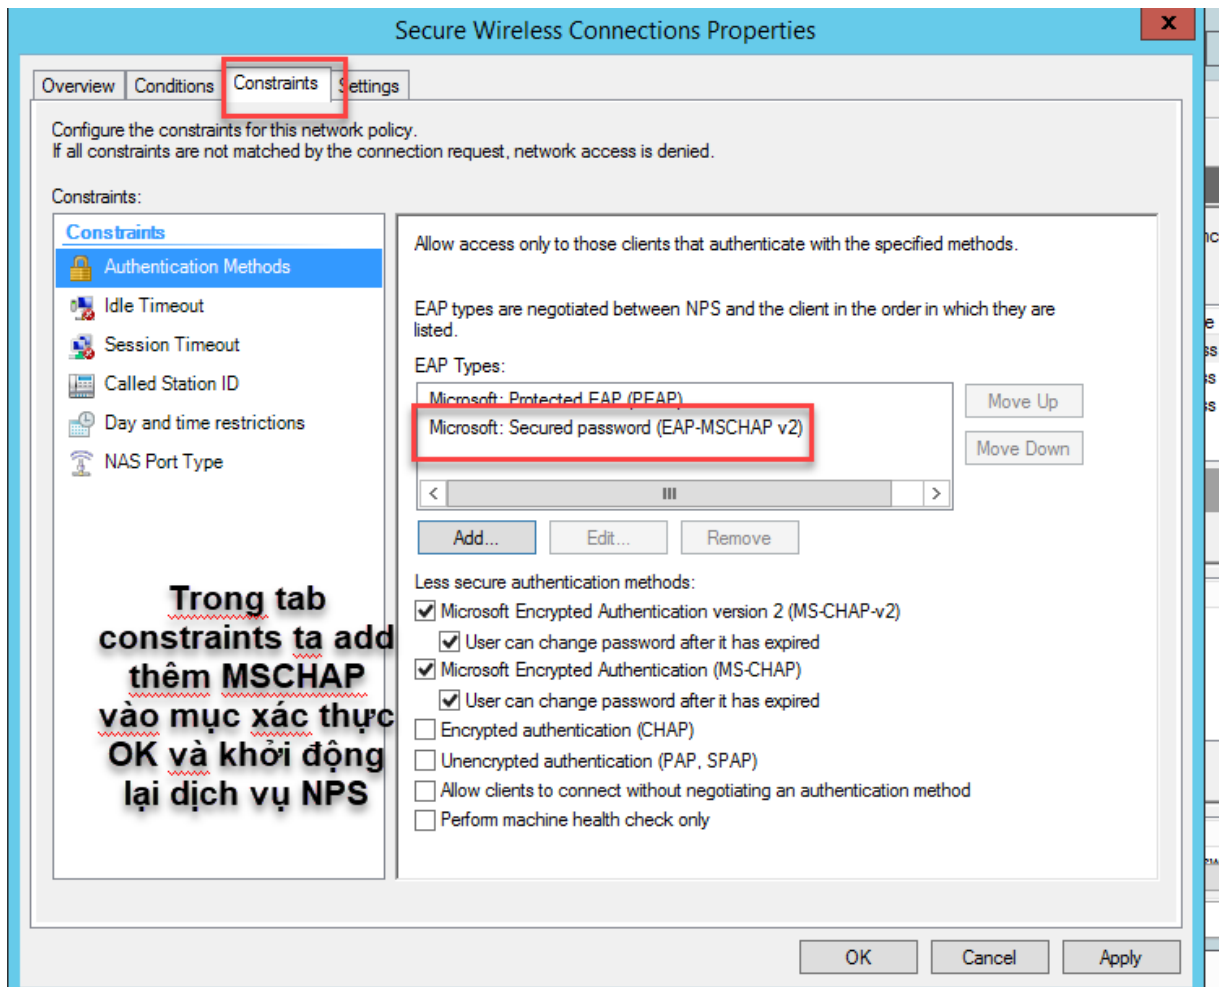 Secure Wireless Connections Properties
x
Overview
Conditions
Constraints
Settings
Configure the constraints for this network policy.
If all constraints are not matched by the connection request, network access is denied.
Constraints:
Constraints
Authentication Methods
Idle Timeout
Session Timeout
Called Station ID
Day and time restrictions
NAS Port Type
Trong tab
constraints ta add
thêm MSCHAP
vào mục xác thực
OK và khởi động
lại dịch vụ NPS
Allow access only to those clients that authenticate with the specified methods.
EAP types are negotiated between NPS and the client in the order in which they are
listed.
EAP Types:
Microsoft: Protected EAP (PEAP)
Microsoft: Secured password (EAP-MSCHAP v2)
Move Up
Move Down
Add...
Edit...
Remove
Less secure authentication methods:
Microsoft Encrypted Authentication version 2 (MS-CHAP-v2)
User can change password after it has expired
Microsoft Encrypted Authentication (MS-CHAP)
User can change password after it has expired
Encrypted authentication (CHAP)
Unencrypted authentication (PAP, SPAP)
Allow clients to connect without negotiating an authentication method
Perform machine health check only
OK
Cancel
Apply